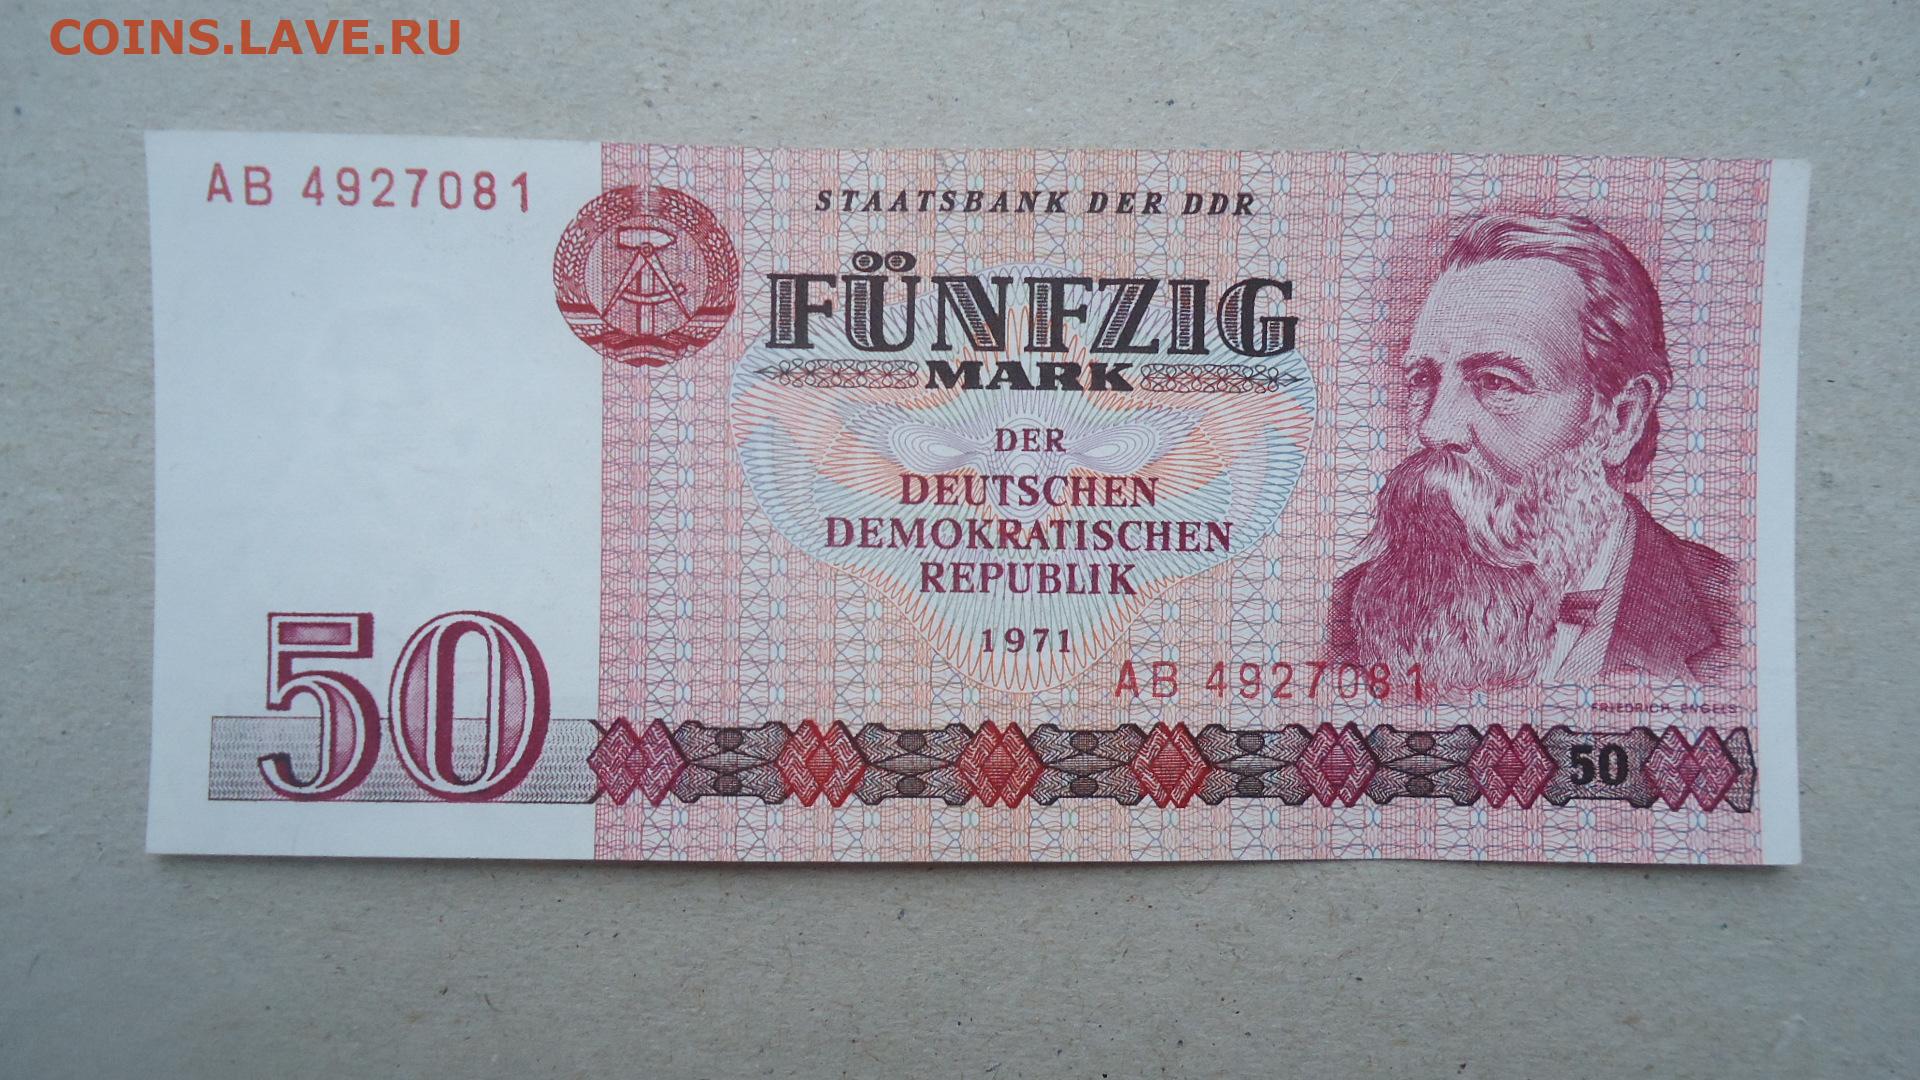 COINS.LAVE.RU
AB 4927081
STAATSBANK DER DDR
FÜNFZIG
MARK
DER
DEUTSCHEN
DEMOKRATISCHEN
REPUBLIK
1971
AB 4927081
FRIEDRICH ENGELS
50
50